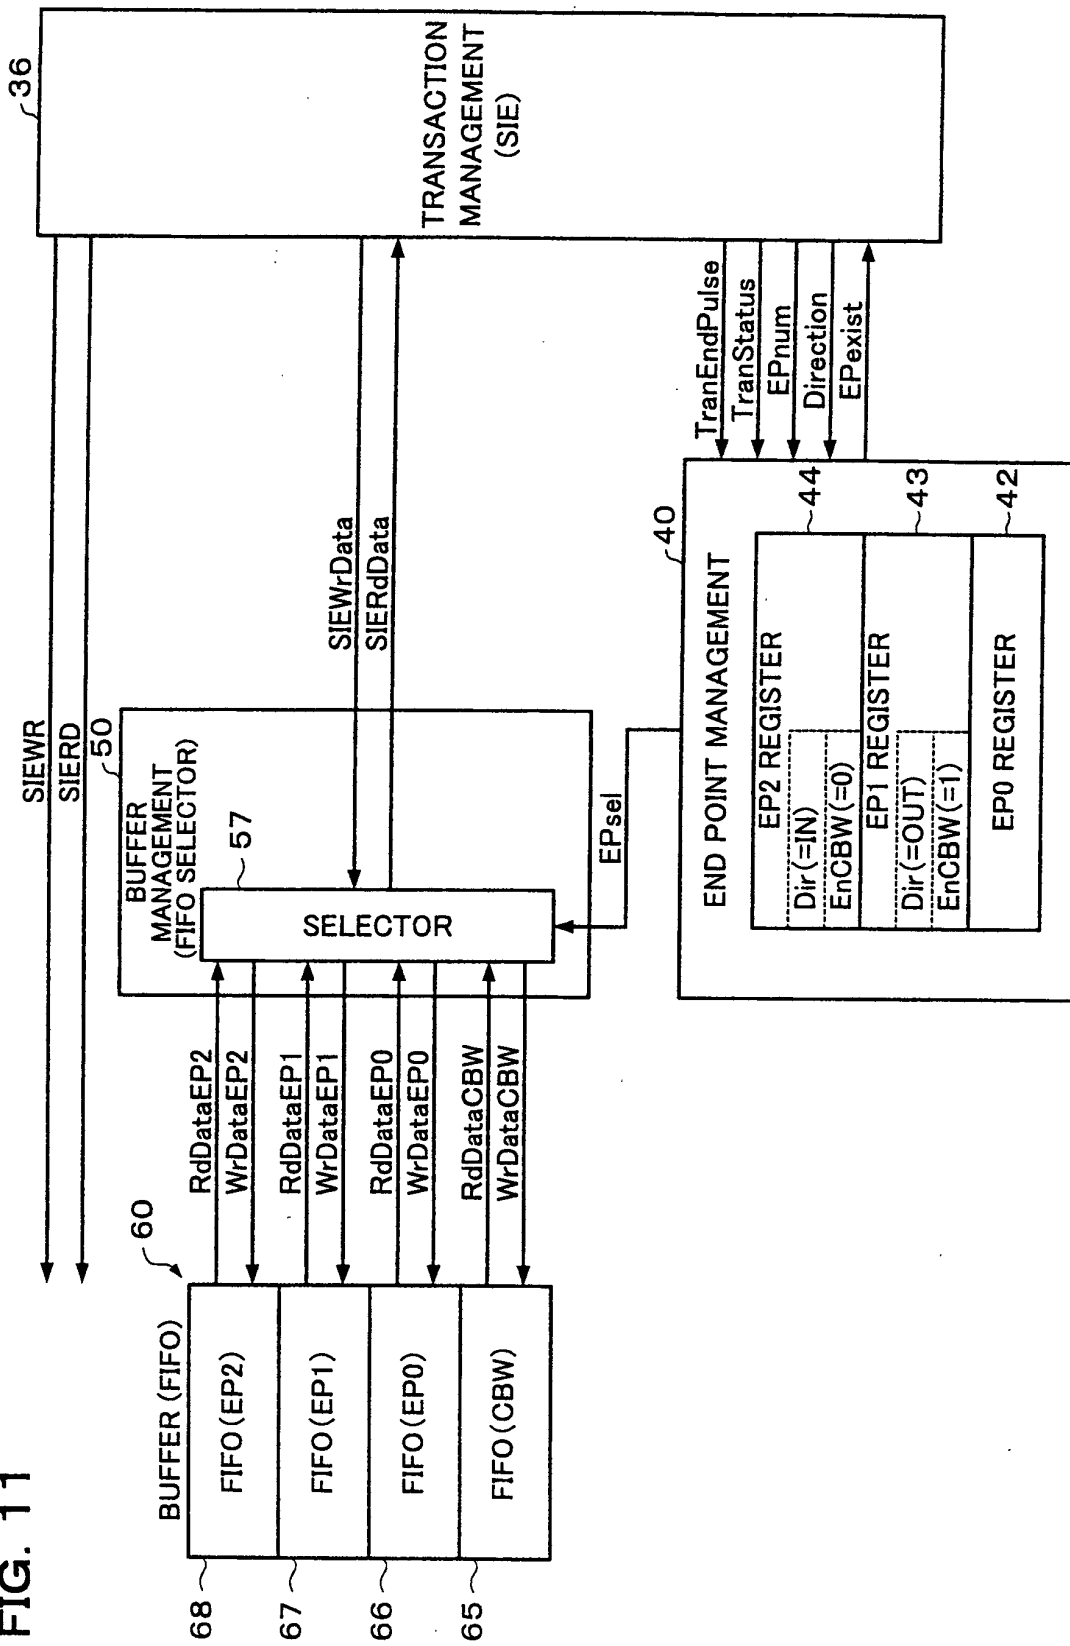 FIG. 11
36
TRANSACTION
MANAGEMENT
(SIE)
SIEWR
SIERD
SIEWrData
SIERdData
TranEndPulse
TranStatus
EPnum
Direction
EPexist
50
BUFFER
MANAGEMENT
(FIFO SELECTOR)
57
SELECTOR
EPsel
40
END POINT MANAGEMENT
EP2 REGISTER
44
Dir(=IN)
EnCBW(=0)
EP1 REGISTER
43
Dir(=OUT)
EnCBW(=1)
EP0 REGISTER
42
RdDataEP2
WrDataEP2
RdDataEP1
WrDataEP1
RdDataEP0
WrDataEP0
RdDataCBW
WrDataCBW
60
BUFFER(FIFO)
FIFO(EP2)
FIFO(EP1)
FIFO(EP0)
FIFO(CBW)
68
67
66
65